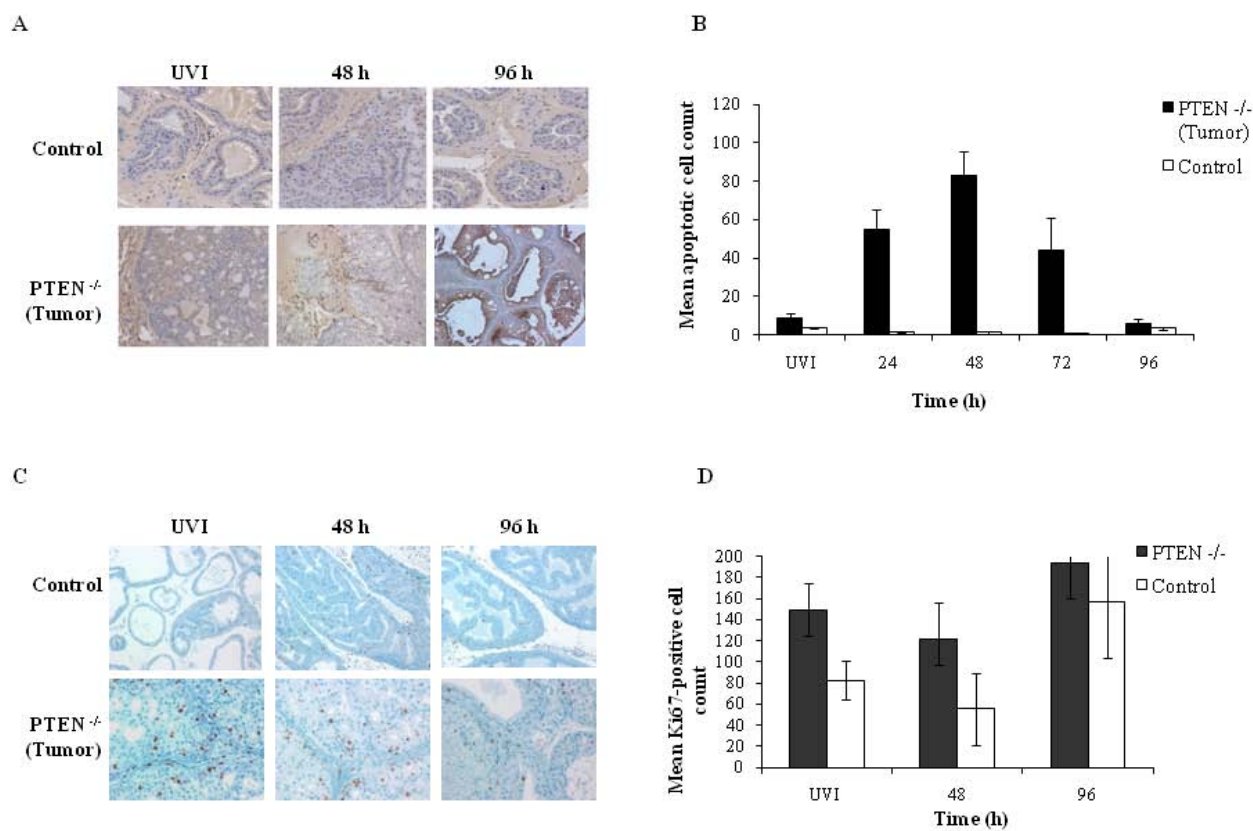 A
UVI 48 h 96 h
Control
PTEN -/-
(Tumor)
B
Mean apoptotic cell count
120
100
80
60
40
20
0
UVI 24 48 72 96
Time (h)
PTEN -/-
(Tumor)
Control
C
UVI 48 h 96 h
Control
PTEN -/-
(Tumor)
D
Mean Ki67-positive cell
count
200
180
160
140
120
100
80
60
40
20
0
UVI 48 96
Time (h)
PTEN -/-
Control